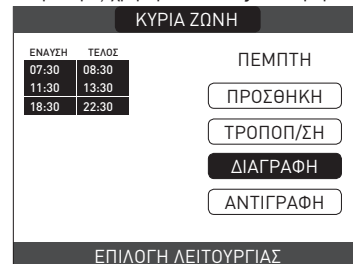 ΚΥΡΙΑ ΖΩΝΗ
ΕΝΑΥΣΗ ΤΕΛΟΣ
07:30 08:30
11:30 13:30
18:30 22:30
ΠΕΜΠΤΗ
ΠΡΟΣΘΗΚΗ
ΤΡΟΠΟΠ/ΣΗ
ΔΙΑΓΡΑΦΗ
ΑΝΤΙΓΡΑΦΗ
ΕΠΙΛΟΓΗ ΛΕΙΤΟΥΡΓΙΑΣ